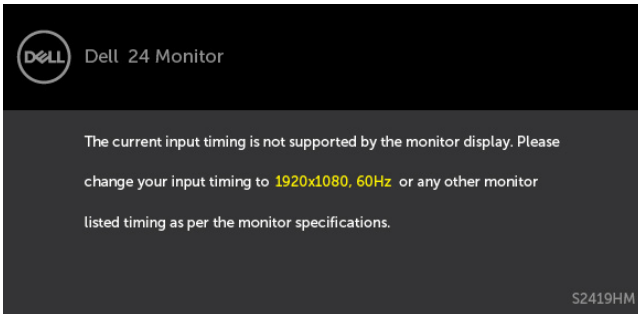 DELL
Dell 24 Monitor
The current input timing is not supported by the monitor display. Please
change your input timing to 1920x1080, 60Hz or any other monitor
listed timing as per the monitor specifications.
S2419HM